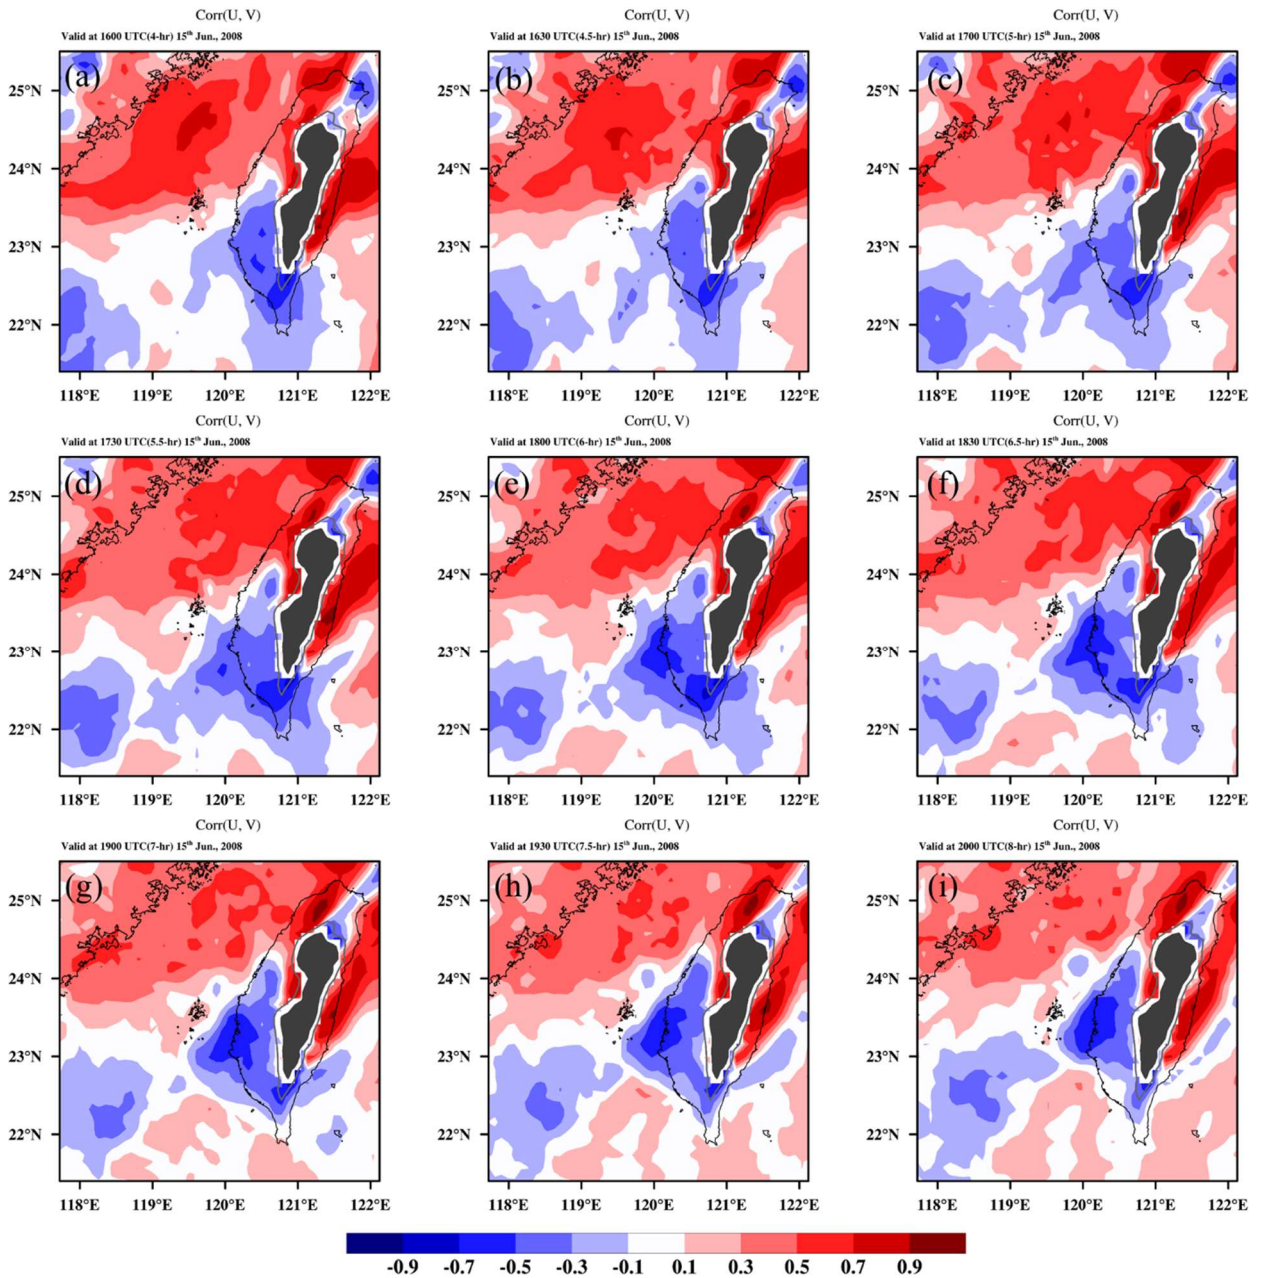 Corr(U, V) Corr(U, V) Corr(U, V)
Valid at 1600 UTC(4-hr) 15th Jun., 2008 Valid at 1630 UTC(4.5-hr) 15th Jun., 2008 Valid at 1700 UTC(5-hr) 15th Jun., 2008
(a) (b) (c)
25°N 25°N 25°N
24°N 24°N 24°N
23°N 23°N 23°N
22°N 22°N 22°N
118°E 119°E 120°E 121°E 122°E 118°E 119°E 120°E 121°E 122°E 118°E 119°E 120°E 121°E 122°E
Corr(U, V) Corr(U, V) Corr(U, V)
Valid at 1730 UTC(5.5-hr) 15th Jun., 2008 Valid at 1800 UTC(6-hr) 15th Jun., 2008 Valid at 1830 UTC(6.5-hr) 15th Jun., 2008
(d) (e) (f)
25°N 25°N 25°N
24°N 24°N 24°N
23°N 23°N 23°N
22°N 22°N 22°N
118°E 119°E 120°E 121°E 122°E 118°E 119°E 120°E 121°E 122°E 118°E 119°E 120°E 121°E 122°E
Corr(U, V) Corr(U, V) Corr(U, V)
Valid at 1900 UTC(7-hr) 15th Jun., 2008 Valid at 1930 UTC(7.5-hr) 15th Jun., 2008 Valid at 2000 UTC(8-hr) 15th Jun., 2008
(g) (h) (i)
25°N 25°N 25°N
24°N 24°N 24°N
23°N 23°N 23°N
22°N 22°N 22°N
118°E 119°E 120°E 121°E 122°E 118°E 119°E 120°E 121°E 122°E 118°E 119°E 120°E 121°E 122°E
-0.9 -0.7 -0.5 -0.3 -0.1 0.1 0.3 0.5 0.7 0.9